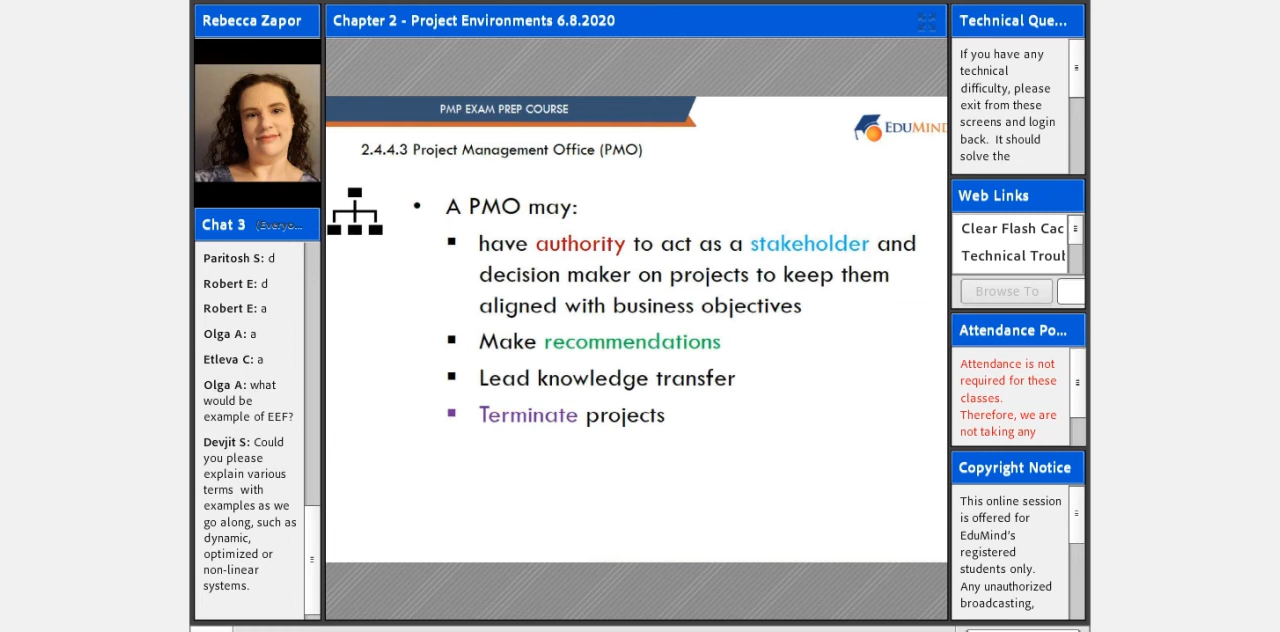 Rebecca Zapor
Chat 3 (Everyo...
Paritosh S: d
Robert E: d
Robert E: a
Olga A: a
Etleva C: a
Olga A: what
would be
example of EEF?
Devjit S: Could
you please
explain various
terms with
examples as we
go along, such as
dynamic,
optimized or
non-linear
systems.
Chapter 2 - Project Environments 6.8.2020
PMP EXAM PREP COURSE
EDUMIND
2.4.4.3 Project Management Office (PMO)
• A PMO may:
▪ have authority to act as a stakeholder and
decision maker on projects to keep them
aligned with business objectives
▪ Make recommendations
▪ Lead knowledge transfer
▪ Terminate projects
Technical Que...
If you have any
technical
difficulty, please
exit from these
screens and login
back. It should
solve the
Web Links
Clear Flash Cac
Technical Troub
Browse To
Attendance Po...
Attendance is not
required for these
classes.
Therefore, we are
not taking any
Copyright Notice
This online session
is offered for
EduMind's
registered
students only.
Any unauthorized
broadcasting,